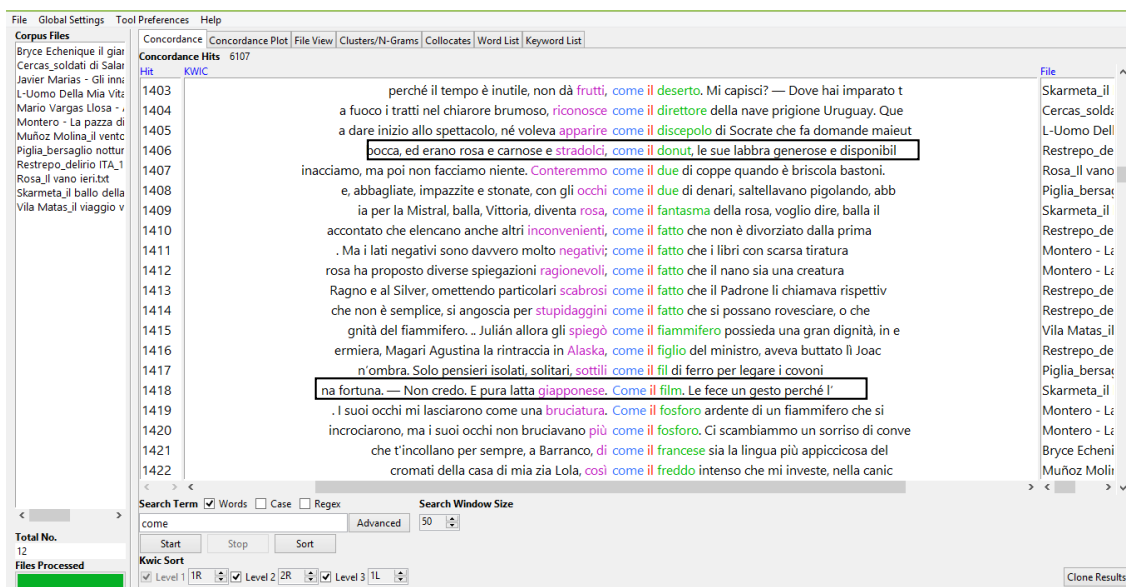 File Global Settings Tool Preferences Help
Corpus Files
Bryce Echenique il giar
Cercas_soldati di Salar
Javier Marias - Gli inna
L-Uomo Della Mia Vita
Mario Vargas Llosa - 
Montero - La pazza di
Muñoz Molina_il vento
Piglia_bersaglio nottur
Restrepo_delirio ITA_1
Rosa_Il vano ieri.txt
Skarmeta_il ballo della
Vila Matas_il viaggio v
Total No.
12
Files Processed
Concordance Concordance Plot File View Clusters/N-Grams Collocates Word List Keyword List
Concordance Hits 6107
Hit KWIC File
1403 perché il tempo è inutile, non dà frutti, come il deserto. Mi capisci? — Dove hai imparato t Skarmeta_il
1404 a fuoco i tratti nel chiarore brumoso, riconosce come il direttore della nave prigione Uruguay. Que Cercas_solda
1405 a dare inizio allo spettacolo, né voleva apparire come il discepolo di Socrate che fa domande maieut L-Uomo Del
1406 bocca, ed erano rosa e carnose e stradolci, come il donut, le sue labbra generose e disponibil Restrepo_de
1407 inacciamo, ma poi non facciamo niente. Conteremmo come il due di coppe quando è briscola bastoni. Rosa_Il vano
1408 e, abbagliate, impazzite e stonate, con gli occhi come il due di denari, saltellavano pigolando, abb Piglia_bersag
1409 ia per la Mistral, balla, Vittoria, diventa rosa, come il fantasma della rosa, voglio dire, balla il Skarmeta_il
1410 accontato che elencano anche altri inconvenienti, come il fatto che non è divorziato dalla prima Restrepo_de
1411 . Ma i lati negativi sono davvero molto negativi; come il fatto che i libri con scarsa tiratura Montero - La
1412 rosa ha proposto diverse spiegazioni ragionevoli, come il fatto che il nano sia una creatura Montero - La
1413 Ragno e al Silver, omettendo particolari scabrosi come il fatto che il Padrone li chiamava rispettiv Restrepo_de
1414 che non è semplice, si angoscia per stupidaggini come il fatto che si possano rovesciare, o che Restrepo_de
1415 gnità del fiammifero. .. Julián allora gli spiegò come il fiammifero possieda una gran dignità, in e Vila Matas_il
1416 ermiera, Magari Agustina la rintraccia in Alaska, come il figlio del ministro, aveva buttato lì Joac Restrepo_de
1417 n'ombra. Solo pensieri isolati, solitari, sottili come il fil di ferro per legare i covoni Piglia_bersag
1418 na fortuna. — Non credo. E pura latta giapponese. Come il film. Le fece un gesto perché l' Skarmeta_il
1419 . I suoi occhi mi lasciarono come una bruciatura. Come il fosforo ardente di un fiammifero che si Montero - La
1420 incrociarono, ma i suoi occhi non bruciavano più come il fosforo. Ci scambiammo un sorriso di conve Montero - La
1421 che t'incollano per sempre, a Barranco, di come il francese sia la lingua più appiccicosa del Bryce Echeni
1422 cromati della casa di mia zia Lola, così come il freddo intenso che mi investe, nella canic Muñoz Molin
Search Term Words Case Regex Search Window Size
come Advanced 50
Start Stop Sort
Kwic Sort
Level 1 1R Level 2 2R Level 3 1L Clone Results